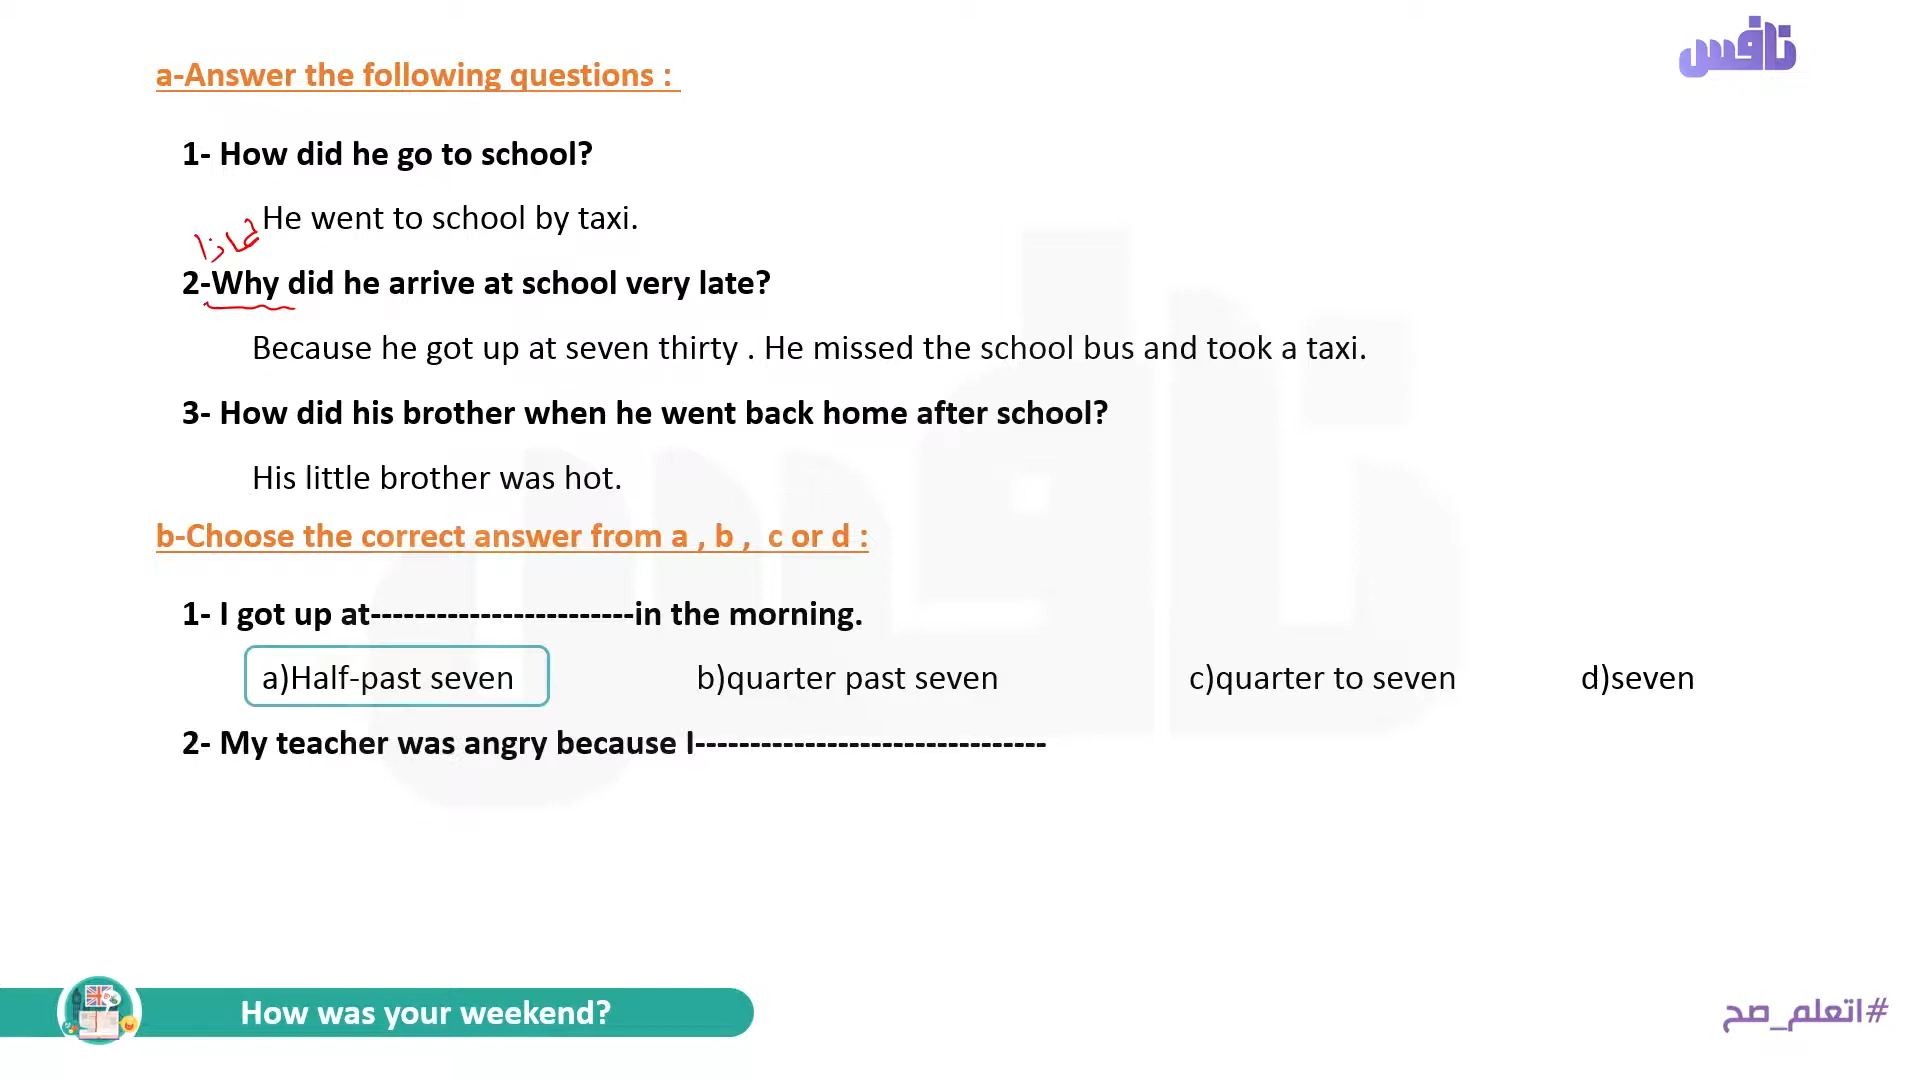 نافس
a-Answer the following questions :
1- How did he go to school?
He went to school by taxi.
لماذا
2-Why did he arrive at school very late?
Because he got up at seven thirty . He missed the school bus and took a taxi.
3- How did his brother when he went back home after school?
His little brother was hot.
b-Choose the correct answer from a , b ,  c or d :
1- I got up at------------------------in the morning.
a)Half-past seven b)quarter past seven c)quarter to seven d)seven
2- My teacher was angry because I--------------------------------
How was your weekend?
#اتعلم_صح